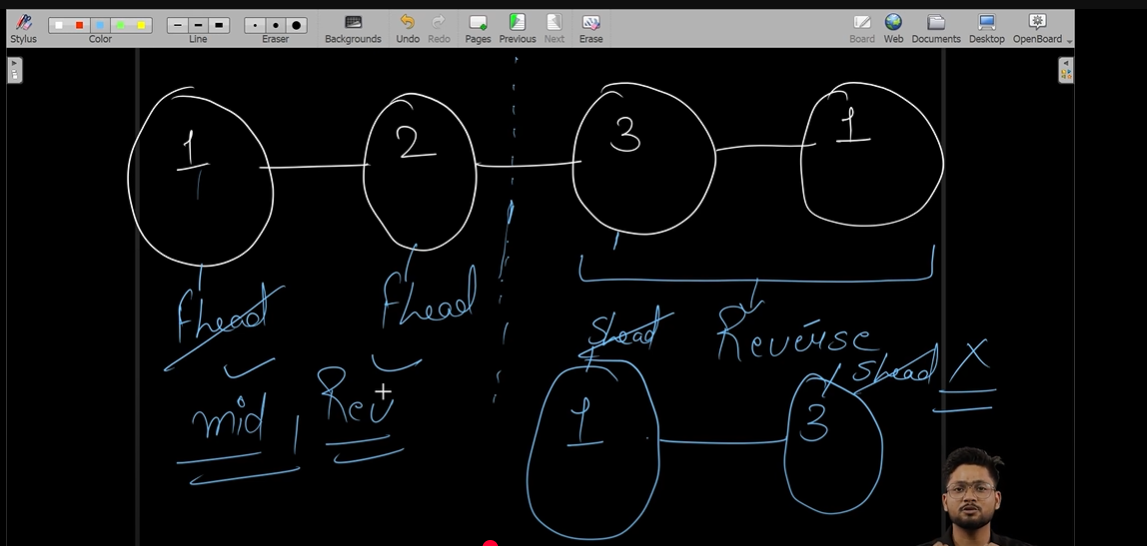 Stylus Color Line Eraser Backgrounds Undo Redo Pages Previous Next Erase Board Web Documents Desktop OpenBoard
1 2 3 1
fhead fhead
Shead Reverse
Shead X
mid, Rev
1 3